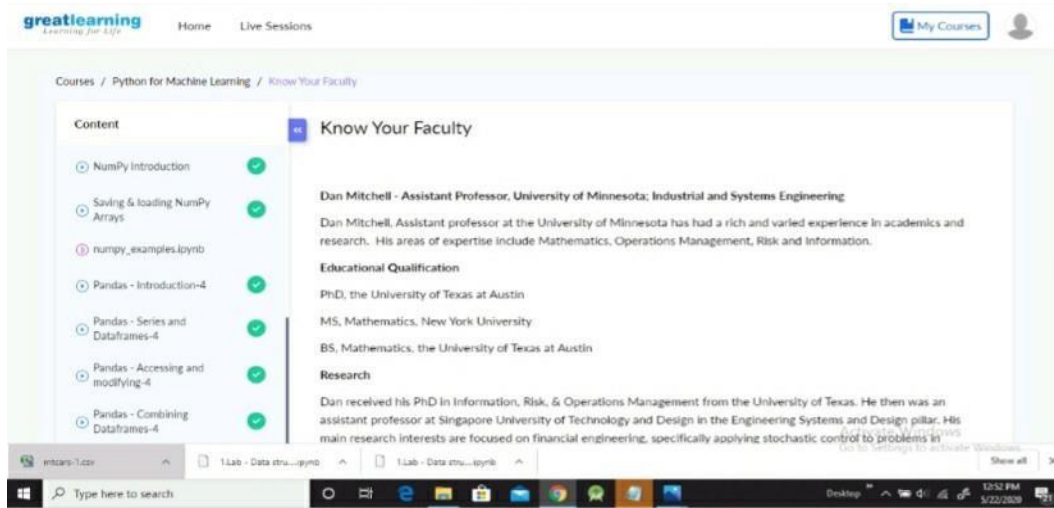 greatlearning
Learning for Life
Home
Live Sessions
My Courses
Courses / Python for Machine Learning / Know Your Faculty
Content
«
Know Your Faculty
NumPy Introduction
Saving & loading NumPy
Arrays
numpy_examples.ipynb
Pandas - Introduction-4
Pandas - Series and
Dataframes-4
Pandas - Accessing and
modifying-4
Pandas - Combining
Dataframes-4
Dan Mitchell - Assistant Professor, University of Minnesota; Industrial and Systems Engineering
Dan Mitchell, Assistant professor at the University of Minnesota has had a rich and varied experience in academics and
research. His areas of expertise include Mathematics, Operations Management, Risk and Information.
Educational Qualification
PhD, the University of Texas at Austin
MS, Mathematics, New York University
BS, Mathematics, the University of Texas at Austin
Research
Dan received his PhD in Information, Risk, & Operations Management from the University of Texas. He then was an
assistant professor at Singapore University of Technology and Design in the Engineering Systems and Design pillar. His
main research interests are focused on financial engineering, specifically applying stochastic control to problems in
Activate Windows
Go to Settings to activate Windows.
mtcars-1.csv
1.Lab - Data stru....ipynb
1.Lab - Data stru....ipynb
Show all
Type here to search
Desktop
12:52 PM
5/22/2020
21